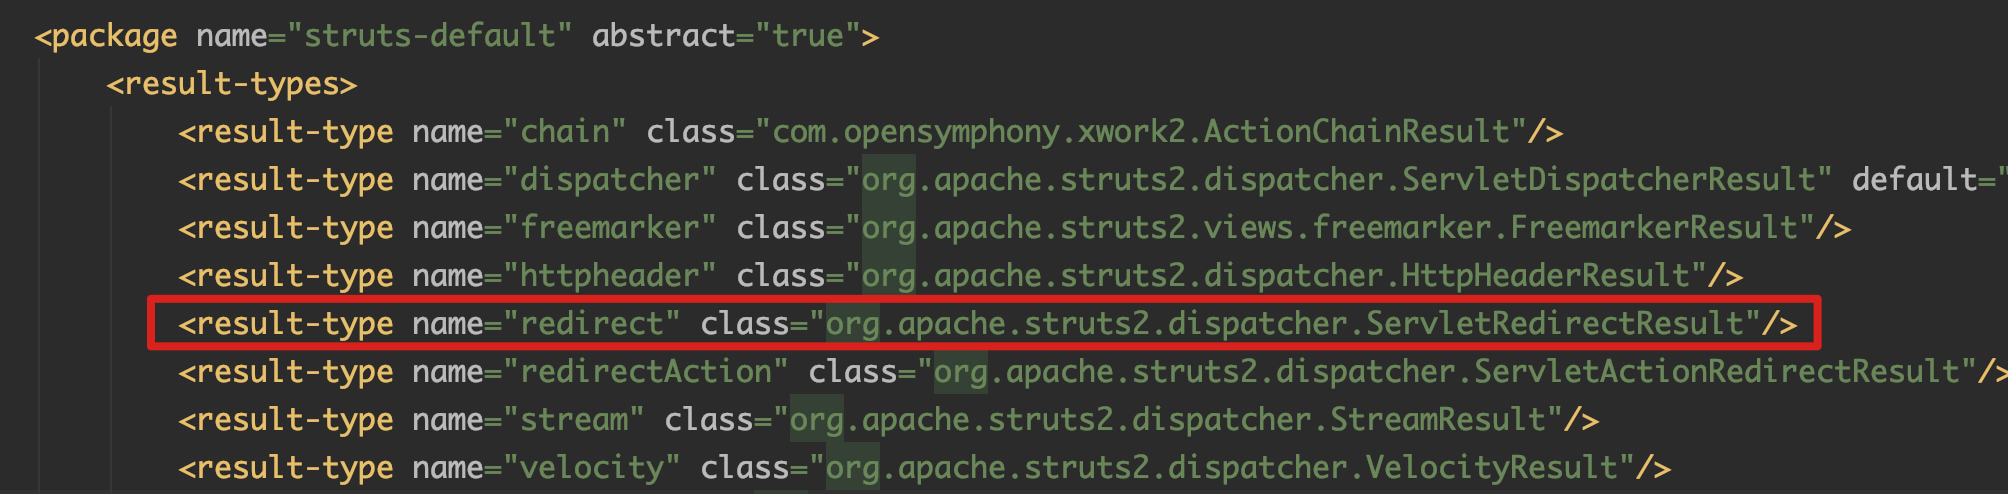 <package name="struts-default" abstract="true">
<result-types>
<result-type name="chain" class="com.opensymphony.xwork2.ActionChainResult"/>
<result-type name="dispatcher" class="org.apache.struts2.dispatcher.ServletDispatcherResult" default="
<result-type name="freemarker" class="org.apache.struts2.views.freemarker.FreemarkerResult"/>
<result-type name="httpheader" class="org.apache.struts2.dispatcher.HttpHeaderResult"/>
<result-type name="redirect" class="org.apache.struts2.dispatcher.ServletRedirectResult"/>
<result-type name="redirectAction" class="org.apache.struts2.dispatcher.ServletActionRedirectResult"/>
<result-type name="stream" class="org.apache.struts2.dispatcher.StreamResult"/>
<result-type name="velocity" class="org.apache.struts2.dispatcher.VelocityResult"/>